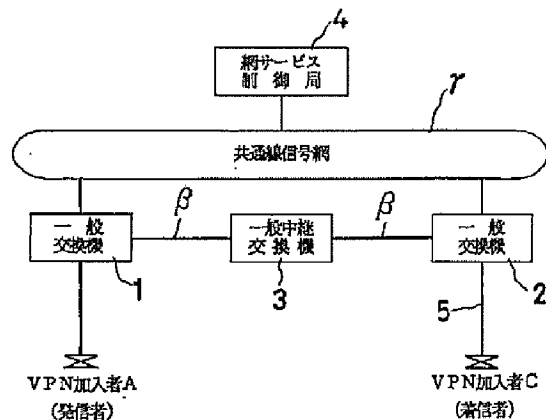 4
網サービス
制御局
γ
共通線信号網
一般
交換機
1
β
一般中継
交換機
3
β
一般
交換機
2
5
VPN加入者A
(発信者)
VPN加入者C
(着信者)